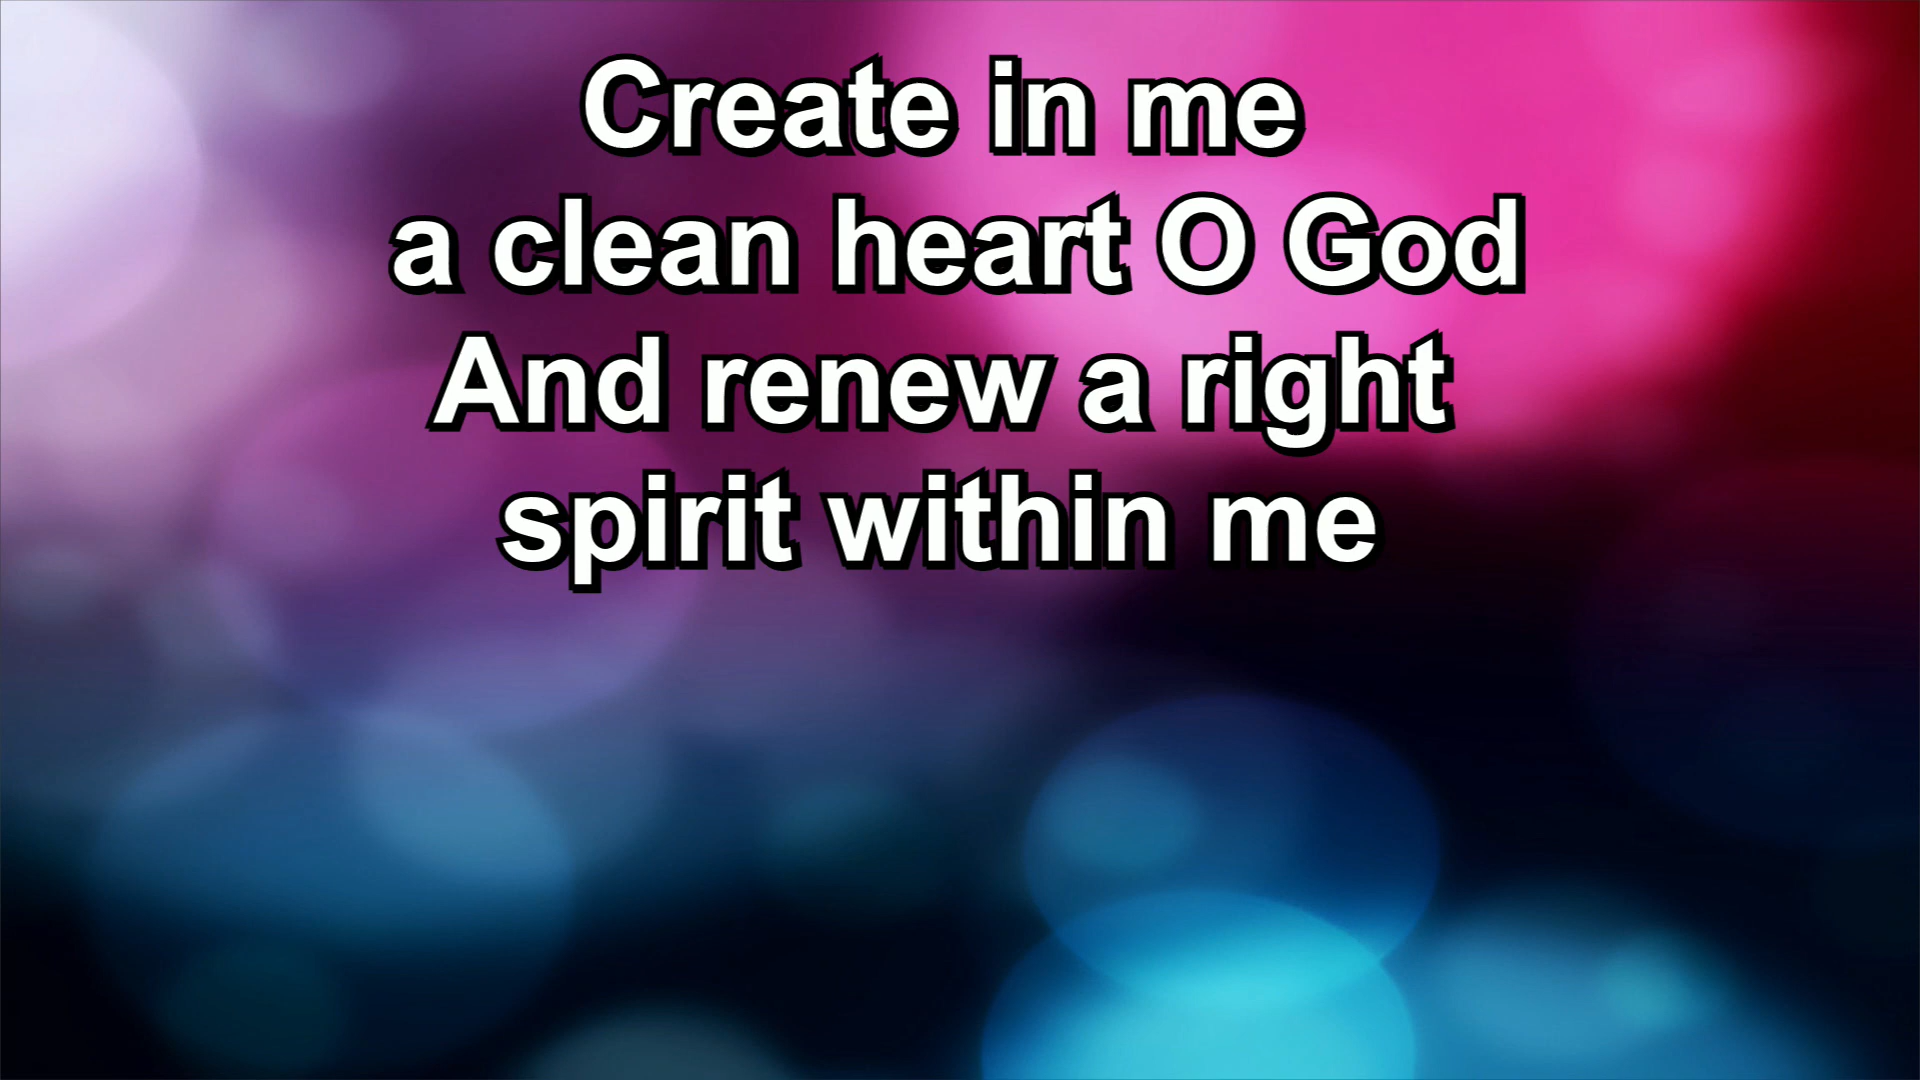 Create in me
a clean heart O God
And renew a right
spirit within me